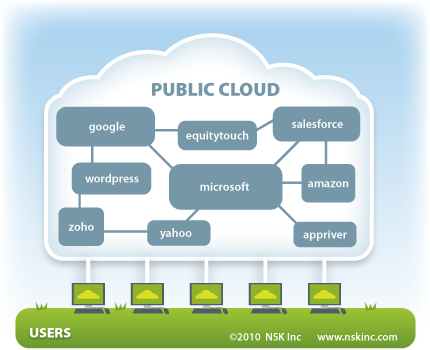 PUBLIC CLOUD
google
equitytouch
salesforce
wordpress
microsoft
amazon
zoho
yahoo
appriver
USERS
©2010 NSK Inc www.nskinc.com